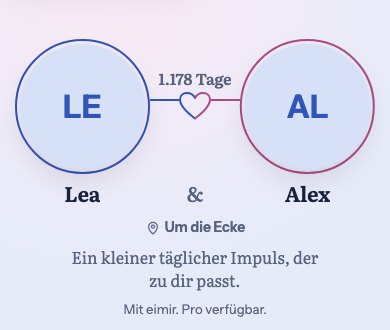 1.178 Tage
LE
AL
Lea & Alex
Um die Ecke
Ein kleiner täglicher Impuls, der
zu dir passt.
Mit eimir. Pro verfügbar.